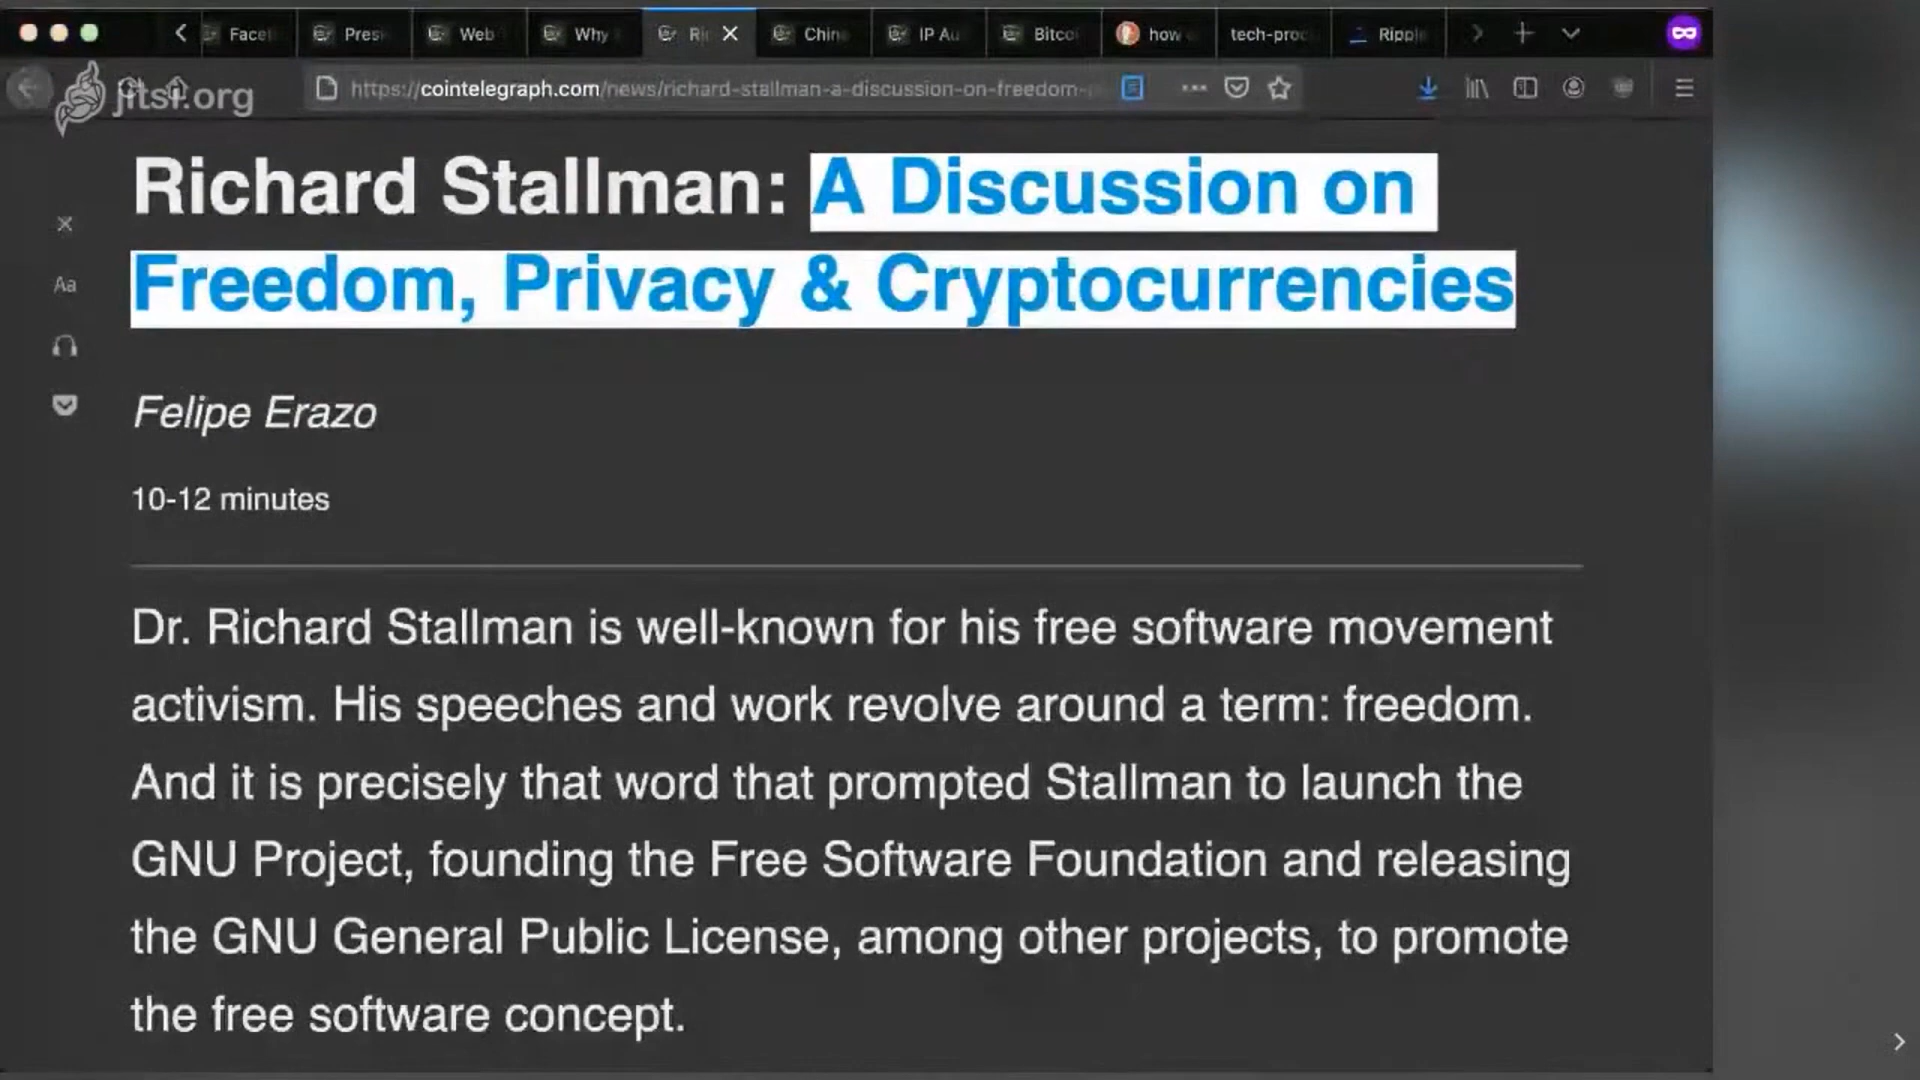 Facel
Pres
Web
Why
Ri
Chin
IP Au
Bitco
how
tech-proc
Ripple
jitsi.org
https://cointelegraph.com/news/richard-stallman-a-discussion-on-freedom-
Richard Stallman: A Discussion on
Freedom, Privacy & Cryptocurrencies
Aa
Felipe Erazo
10-12 minutes
Dr. Richard Stallman is well-known for his free software movement
activism. His speeches and work revolve around a term: freedom.
And it is precisely that word that prompted Stallman to launch the
GNU Project, founding the Free Software Foundation and releasing
the GNU General Public License, among other projects, to promote
the free software concept.